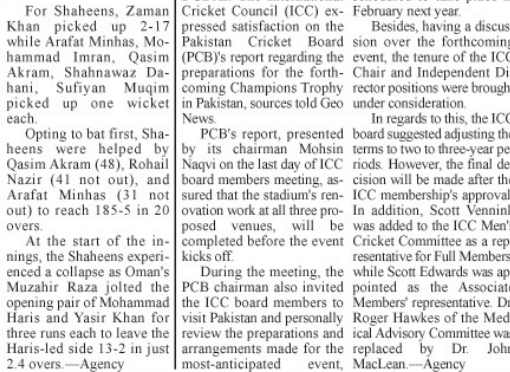 For Shaheens, Zaman
Khan picked up 2-17
while Arafat Minhas, Mo-
hammad Imran, Qasim
Akram, Shahnawaz Da-
hani, Sufiyan Muqim
picked up one wicket
each.
Opting to bat first, Sha-
heens were helped by
Qasim Akram (48), Rohail
Nazir (41 not out), and
Arafat Minhas (31 not
out) to reach 185-5 in 20
overs.
At the start of the in-
nings, the Shaheens experi-
enced a collapse as Oman's
Muzahir Raza jolted the
opening pair of Mohammad
Haris and Yasir Khan for
three runs each to leave the
Haris-led side 13-2 in just
2.4 overs.—Agency
Cricket Council (ICC) ex-
pressed satisfaction on the
Pakistan Cricket Board
(PCB)'s report regarding the
preparations for the forth-
coming Champions Trophy
in Pakistan, sources told Geo
News.
PCB's report, presented
by its chairman Mohsin
Naqvi on the last day of ICC
board members meeting, as-
sured that the stadium's ren-
ovation work at all three pro-
posed venues, will be
completed before the event
kicks off.
During the meeting, the
PCB chairman also invited
the ICC board members to
visit Pakistan and personally
review the preparations and
arrangements made for the
most-anticipated event,
February next year.
Besides, having a discus
sion over the forthcoming
event, the tenure of the ICC
Chair and Independent Di
rector positions were brough
under consideration.
In regards to this, the ICC
board suggested adjusting the
terms to two to three-year pe
riods. However, the final de
cision will be made after the
ICC membership's approval
In addition, Scott Vennink
was added to the ICC Men's
Cricket Committee as a rep
resentative for Full Members
while Scott Edwards was ap
pointed as the Associate
Members' representative. Dr
Roger Hawkes of the Med
ical Advisory Committee was
replaced by Dr. John
MacLean.—Agency